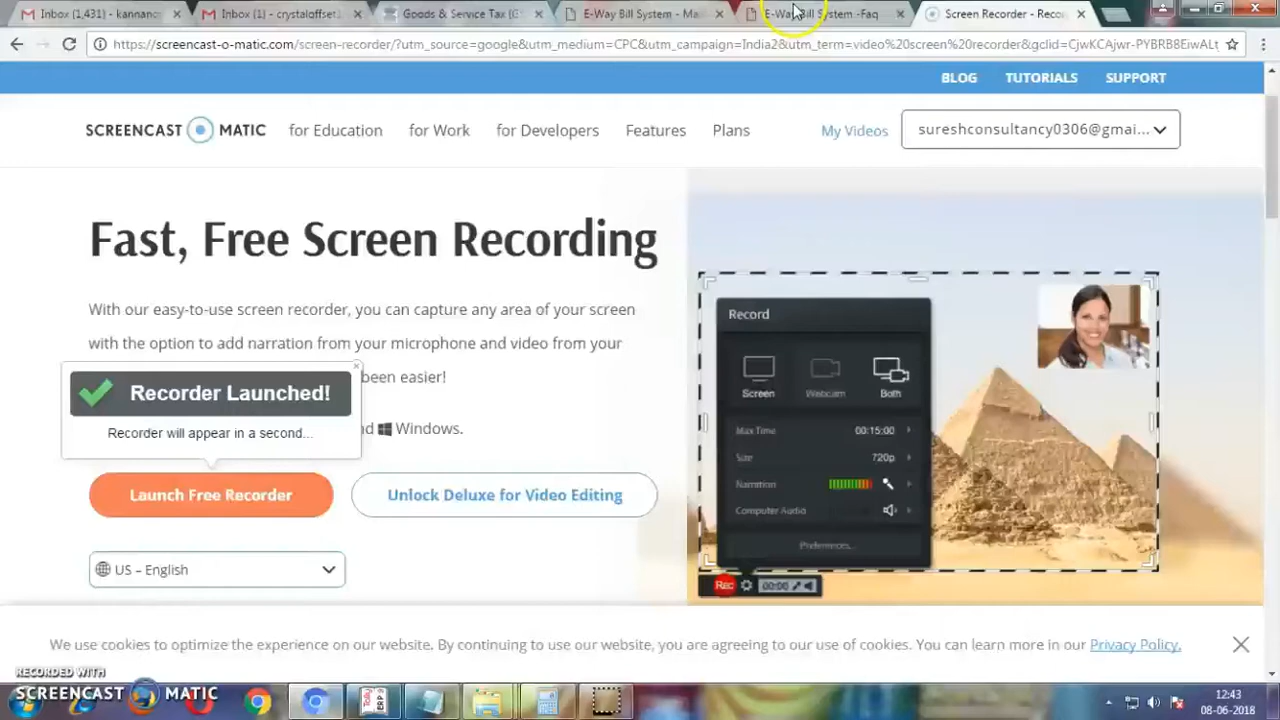 Inbox (1,431) - kannanc
Inbox (1) - crystaloffset1
Goods & Service Tax (G
E-Way Bill System - Ma
E-Way Bill System -Faq
Screen Recorder - Reco
https://screencast-o-matic.com/screen-recorder/?utm_source=google&utm_medium=CPC&utm_campaign=India2&utm_term=video%20screen%20recorder&gclid=CjwKCAjwr-PYBRB8EiwALt
BLOG TUTORIALS SUPPORT
SCREENCAST MATIC for Education for Work for Developers Features Plans My Videos sureshconsultancy0306@gmai...
Fast, Free Screen Recording
With our easy-to-use screen recorder, you can capture any area of your screen
with the option to add narration from your microphone and video from your
been easier!
Recorder Launched!
Recorder will appear in a second...
nd Windows.
Launch Free Recorder
Unlock Deluxe for Video Editing
US – English
Record
Screen Webcam Both
Max Time 00:15:00
Size 720p
Narration
Computer Audio
Preferences...
Rec 00:00
We use cookies to optimize the experience on our website. By continuing to use our website, you are agreeing to our use of cookies. You can learn more in our Privacy Policy.
RECORDED WITH
SCREENCAST MATIC
12:43
08-06-2018